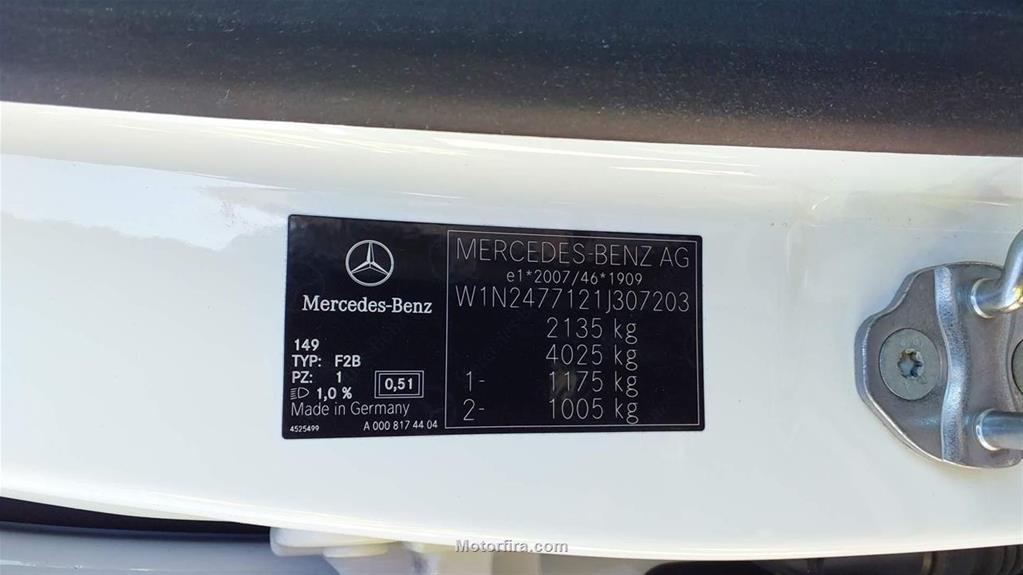 Mercedes-Benz
149
TYP: F2B
PZ: 1
1,0 %
0,51
Made in Germany
4525499 A 000 817 44 04
MERCEDES-BENZ AG
e1*2007/46*1909
W1N2477121J307203
2135 kg
4025 kg
1- 1175 kg
2- 1005 kg
Motorfira.com